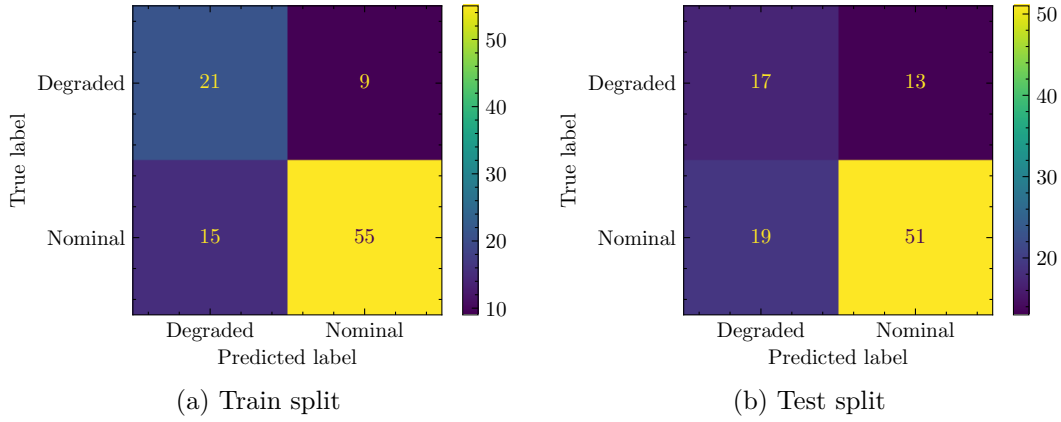 Degraded
Nominal
True label
21
9
15
55
Degraded
Nominal
Predicted label
50
40
30
20
10
(a) Train split
Degraded
Nominal
True label
17
13
19
51
Degraded
Nominal
Predicted label
50
40
30
20
(b) Test split